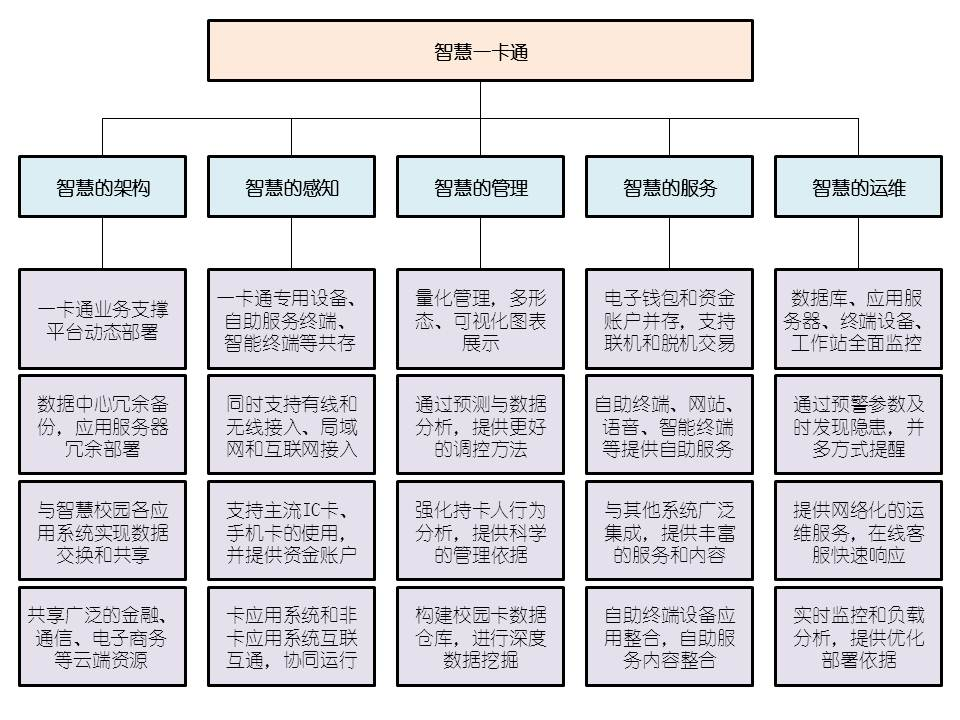 智慧一卡通
智慧的架构
智慧的感知
智慧的管理
智慧的服务
智慧的运维
一卡通业务支撑
平台动态部署
一卡通专用设备、
自助服务终端、
智能终端等共存
量化管理，多形
态、可视化图表
展示
电子钱包和资金
账户并存，支持
联机和脱机交易
数据库、应用服
务器、终端设备、
工作站全面监控
数据中心冗余备
份，应用服务器
冗余部署
同时支持有线和
无线接入、局域
网和互联网接入
通过预测与数据
分析，提供更好
的调控方法
自助终端、网站、
语音、智能终端
等提供自助服务
通过预警参数及
时发现隐患，并
多方式提醒
与智慧校园各应
用系统实现数据
交换和共享
支持主流IC卡、
手机卡的使用，
并提供资金账户
强化持卡人行为
分析，提供科学
的管理依据
与其他系统广泛
集成，提供丰富
的服务和内容
提供网络化的运
维服务，在线客
服快速响应
共享广泛的金融、
通信、电子商务
等云端资源
卡应用系统和非
卡应用系统互联
互通，协同运行
构建校园卡数据
仓库，进行深度
数据挖掘
自助终端设备应
用整合，自助服
务内容整合
实时监控和负载
分析，提供优化
部署依据